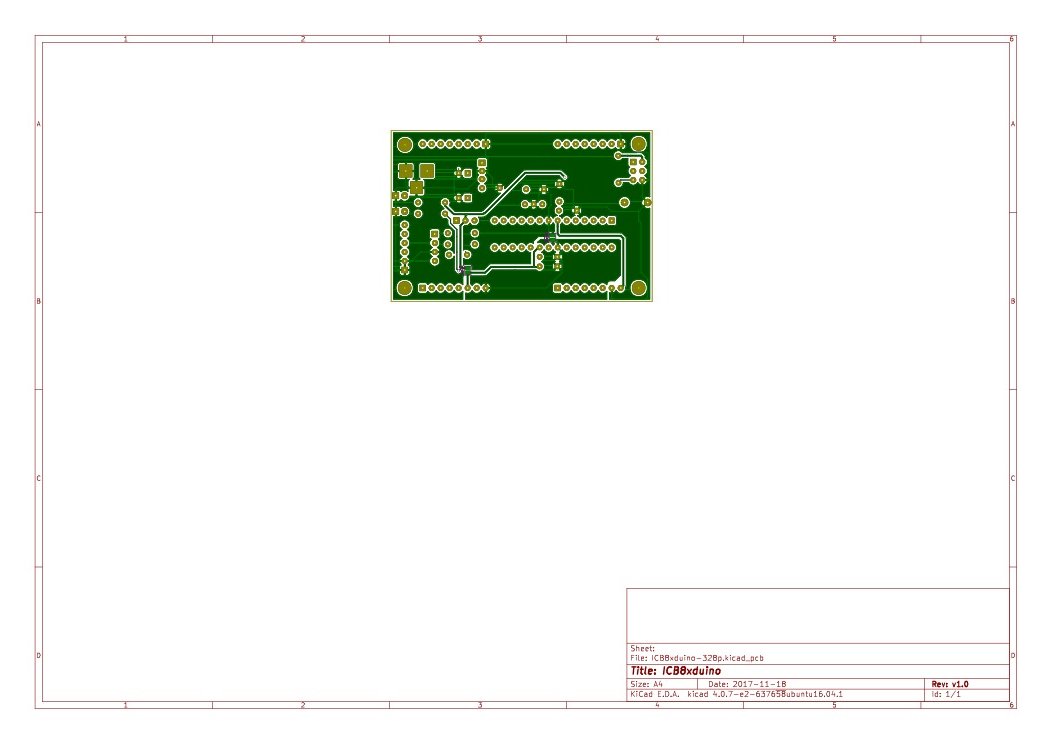 1 2 3 4 5 6
A A
B B
C C
D D
Sheet:
File: ICB8xduino-328p.kicad_pcb
Title: ICB8xduino
Size: A4 Date: 2017-11-18 Rev: v1.0
KiCad E.D.A. kicad 4.0.7-e2-6376~58~ubuntu16.04.1 Id: 1/1
1 2 3 4 5 6